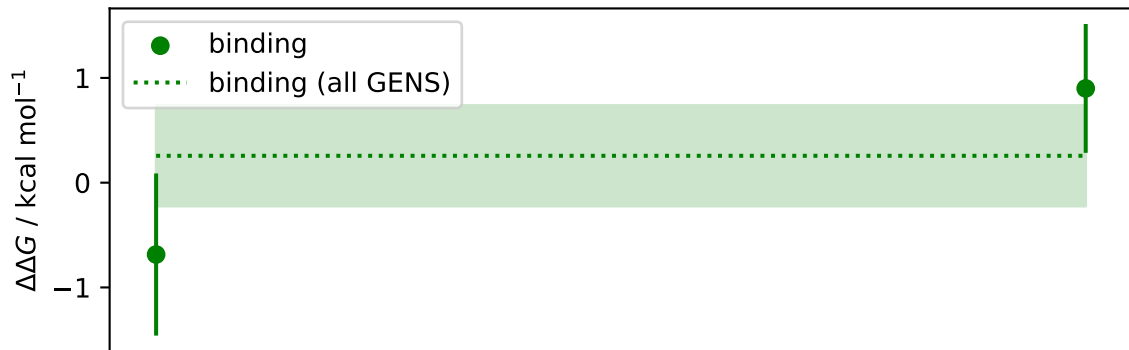 binding
binding (all GENS)
1
0
−1
ΔΔG / kcal mol⁻¹